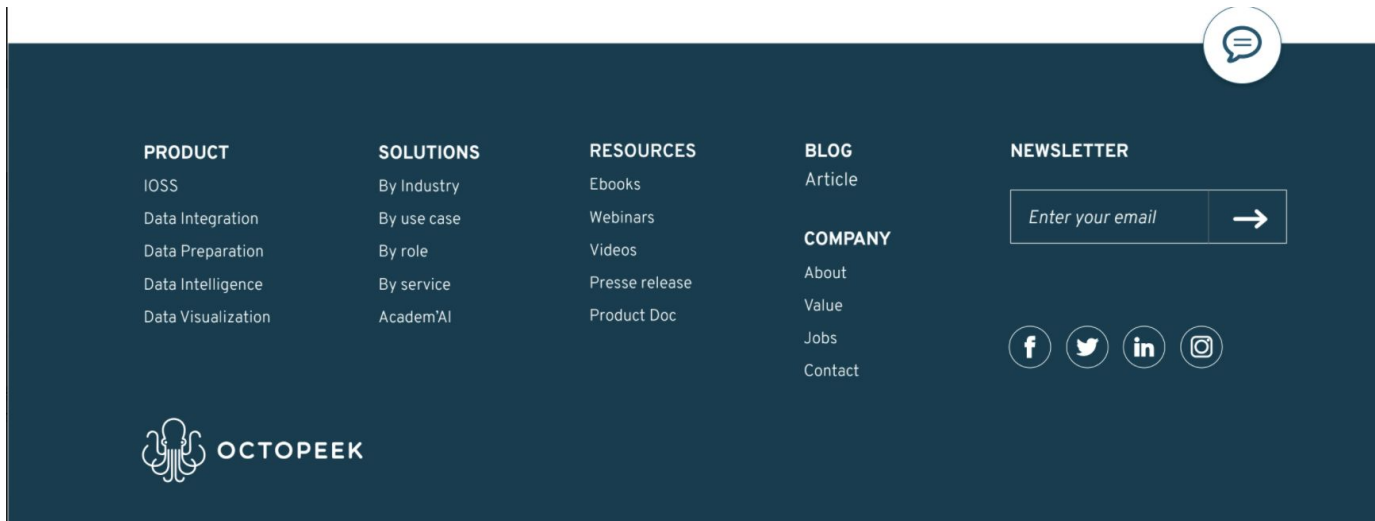 PRODUCT
IOSS
Data Integration
Data Preparation
Data Intelligence
Data Visualization
SOLUTIONS
By Industry
By use case
By role
By service
Academ'AI
RESOURCES
Ebooks
Webinars
Videos
Presse release
Product Doc
BLOG
Article
COMPANY
About
Value
Jobs
Contact
NEWSLETTER
Enter your email
OCTOPEEK